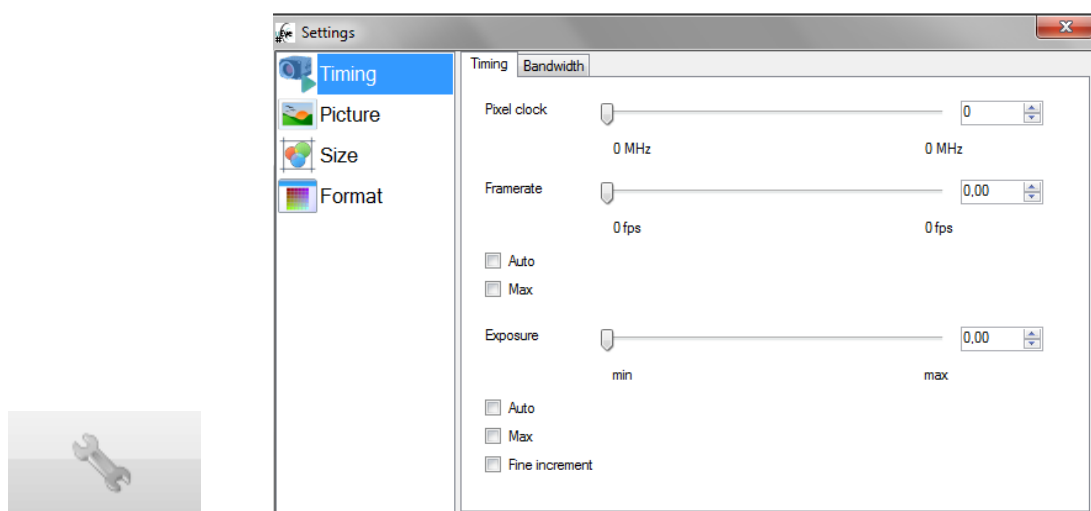 Settings
Timing
Picture
Size
Format
Timing Bandwidth
Pixel clock 0
0 MHz 0 MHz
Framerate 0,00
0 fps 0 fps
Auto
Max
Exposure 0,00
min max
Auto
Max
Fine increment